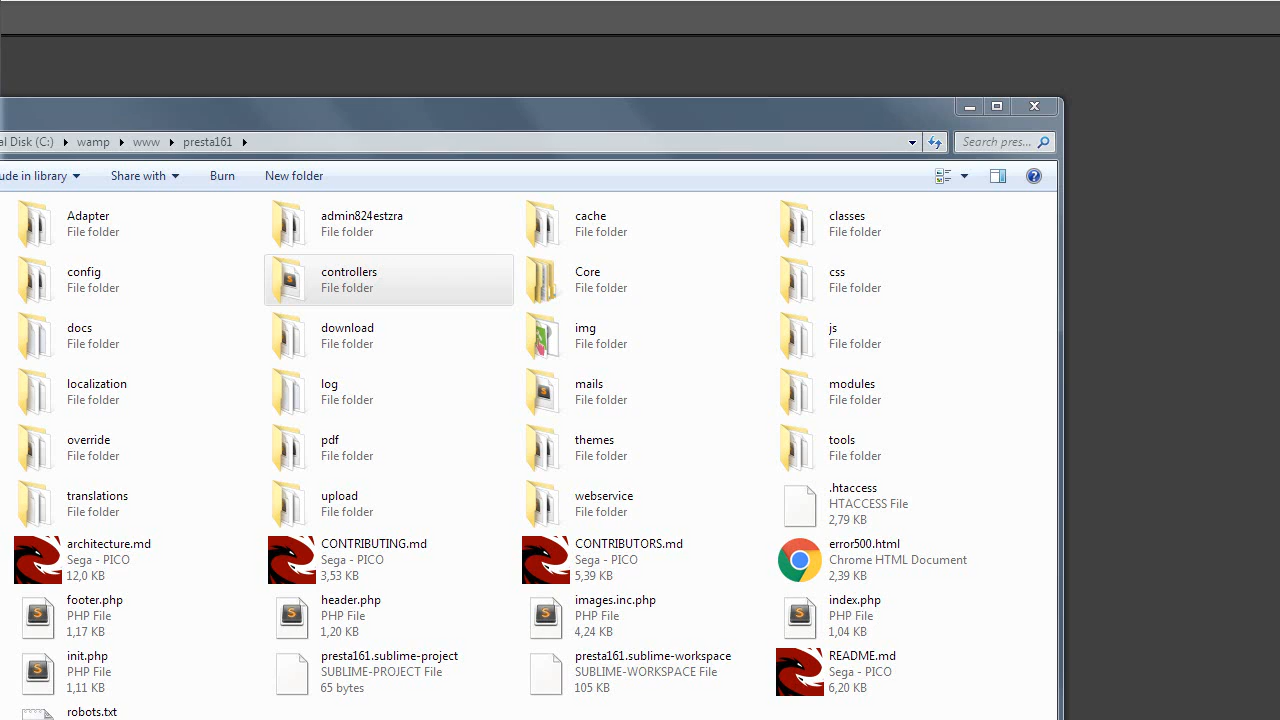 al Disk (C:) wamp www presta161
Search pres...
ude in library Share with Burn New folder
Adapter
File folder
admin824estzra
File folder
cache
File folder
classes
File folder
config
File folder
controllers
File folder
Core
File folder
css
File folder
docs
File folder
download
File folder
img
File folder
js
File folder
localization
File folder
log
File folder
mails
File folder
modules
File folder
override
File folder
pdf
File folder
themes
File folder
tools
File folder
translations
File folder
upload
File folder
webservice
File folder
.htaccess
HTACCESS File
2,79 KB
architecture.md
Sega - PICO
12,0 KB
CONTRIBUTING.md
Sega - PICO
3,53 KB
CONTRIBUTORS.md
Sega - PICO
5,39 KB
error500.html
Chrome HTML Document
2,39 KB
footer.php
PHP File
1,17 KB
header.php
PHP File
1,20 KB
images.inc.php
PHP File
4,24 KB
index.php
PHP File
1,04 KB
init.php
PHP File
1,11 KB
presta161.sublime-project
SUBLIME-PROJECT File
65 bytes
presta161.sublime-workspace
SUBLIME-WORKSPACE File
105 KB
README.md
Sega - PICO
6,20 KB
robots.txt